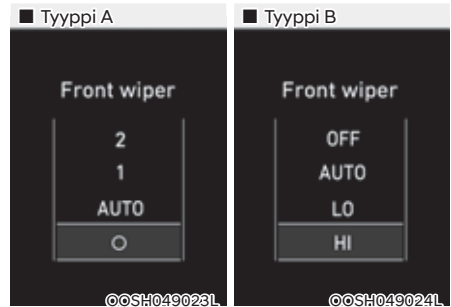 ■ Tyyppi A
Front wiper
2
1
AUTO
O
OOSH049023L
■ Tyyppi B
Front wiper
OFF
AUTO
LO
HI
OOSH049024L